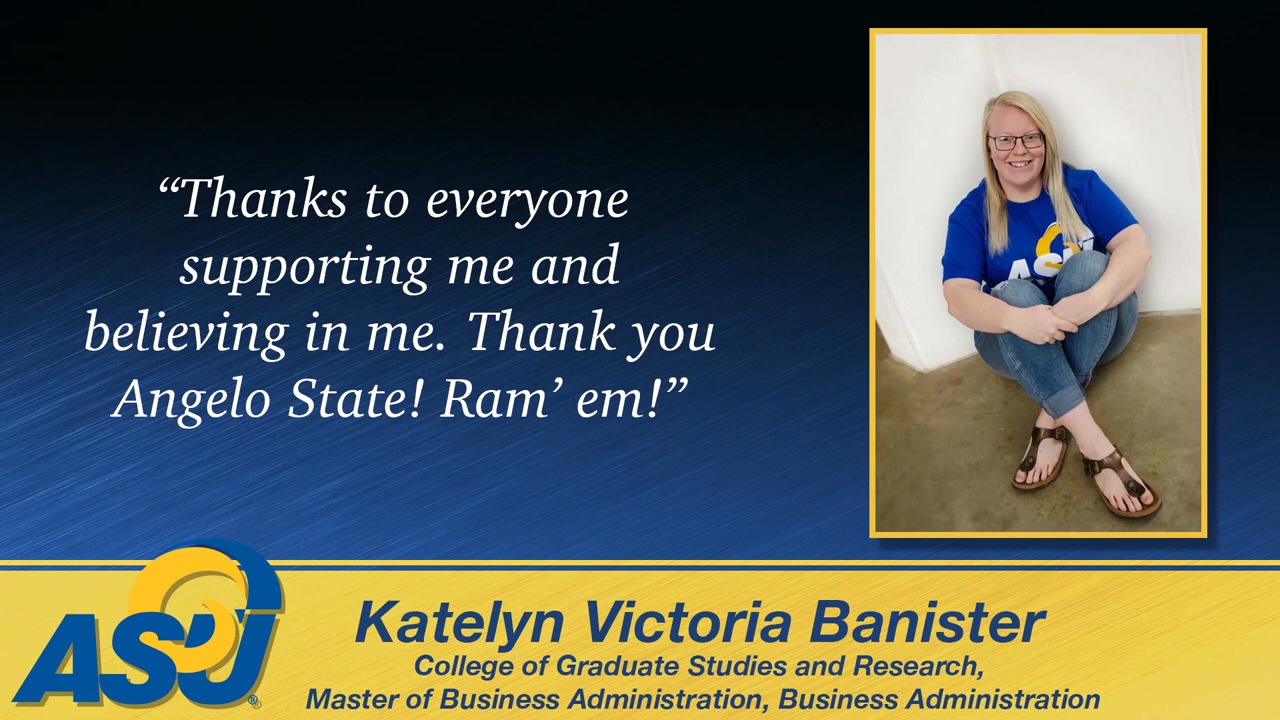 “Thanks to everyone
supporting me and
believing in me. Thank you
Angelo State! Ram’ em!”
ASU
ASU®
Katelyn Victoria Banister
College of Graduate Studies and Research,
Master of Business Administration, Business Administration